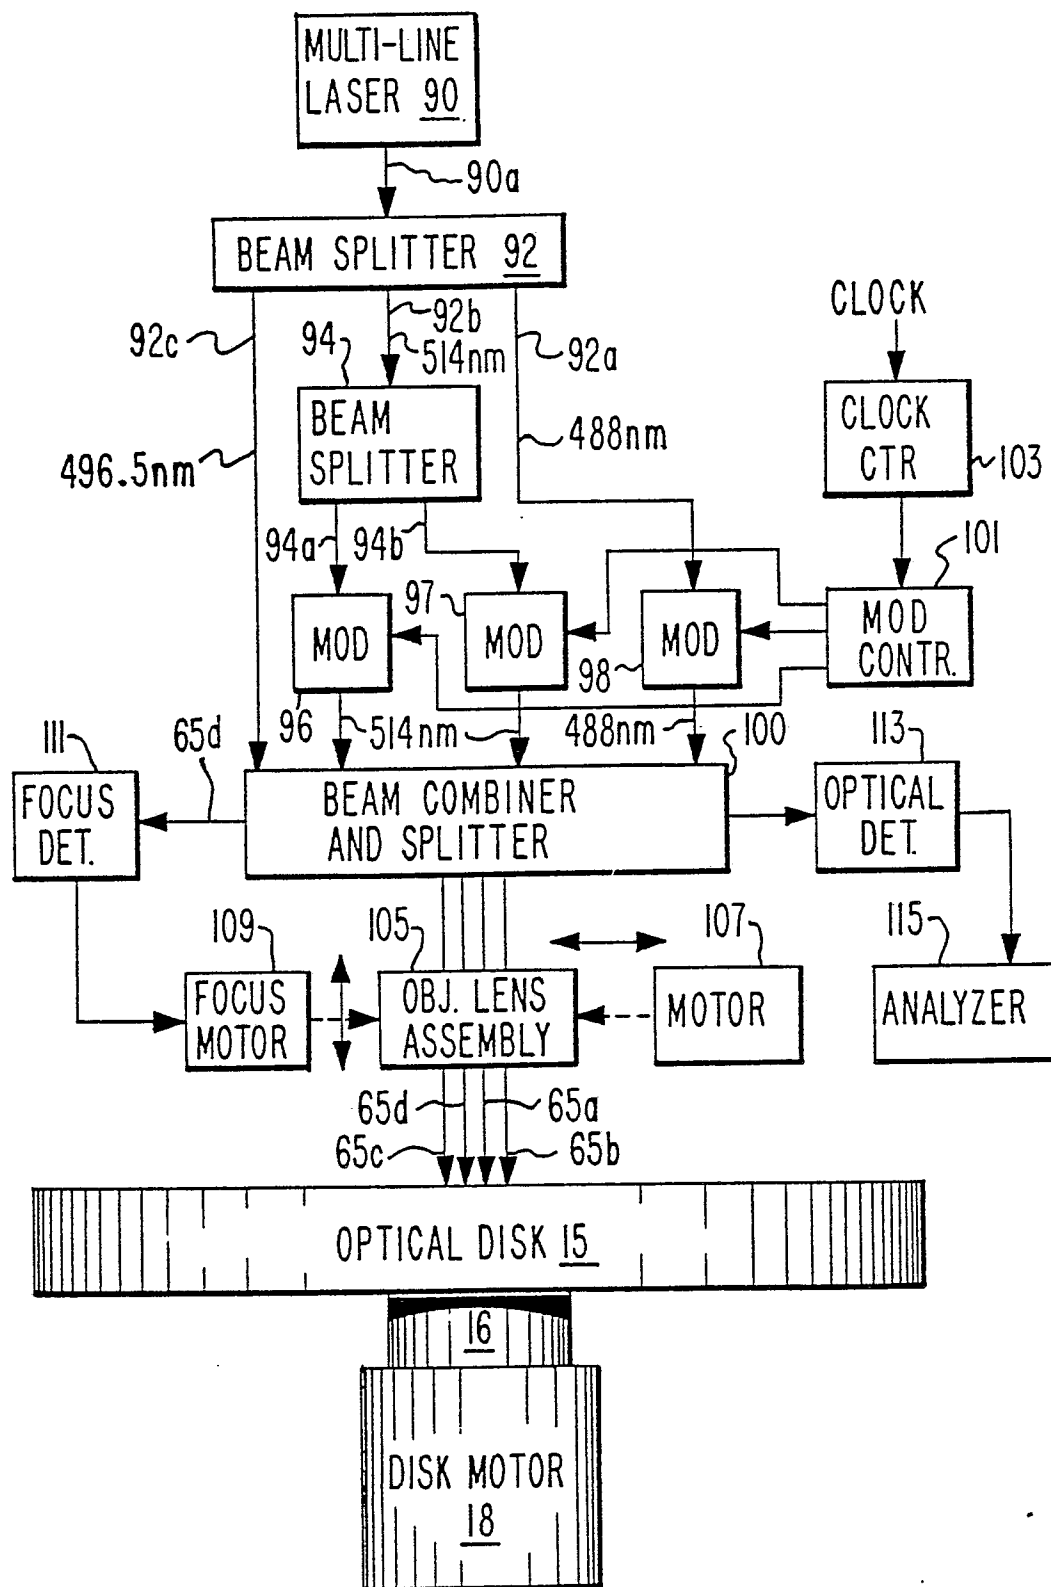 MULTI-LINE
LASER 90
90a
BEAM SPLITTER 92
92c
92b
94
514nm
92a
CLOCK
BEAM
SPLITTER
488nm
CLOCK
CTR
103
496.5nm
94a
94b
101
97
MOD
MOD
MOD
98
MOD
CONTR.
96
514nm
488nm
100
111
65d
113
FOCUS
DET.
BEAM COMBINER
AND SPLITTER
OPTICAL
DET.
109
105
107
115
FOCUS
MOTOR
OBJ. LENS
ASSEMBLY
MOTOR
ANALYZER
65d
65a
65c
65b
OPTICAL DISK 15
16
DISK MOTOR
18